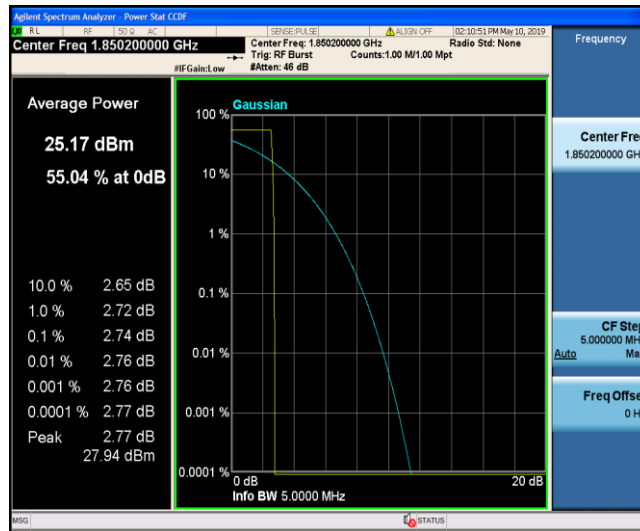 Agilent Spectrum Analyzer - Power Stat CCDF
RL RF 50 Ω AC SENSE:PULSE ALIGN OFF 02:10:51 PM May 10, 2019
Center Freq 1.850200000 GHz
Center Freq: 1.850200000 GHz Radio Std: None
Trig: RF Burst Counts:1.00 M/1.00 Mpt
#IFGain:Low #Atten: 46 dB
Frequency
Average Power
25.17 dBm
55.04 % at 0dB
10.0 % 2.65 dB
1.0 % 2.72 dB
0.1 % 2.74 dB
0.01 % 2.76 dB
0.001 % 2.76 dB
0.0001 % 2.77 dB
Peak 2.77 dB
27.94 dBm
Gaussian
100 %
10 %
1 %
0.1 %
0.01 %
0.001 %
0.0001 %
0 dB 20 dB
Info BW 5.0000 MHz
Center Fre
1.850200000 GH
CF Step
5.000000 MH
Auto Ma
Freq Offse
0 H
MSG STATUS